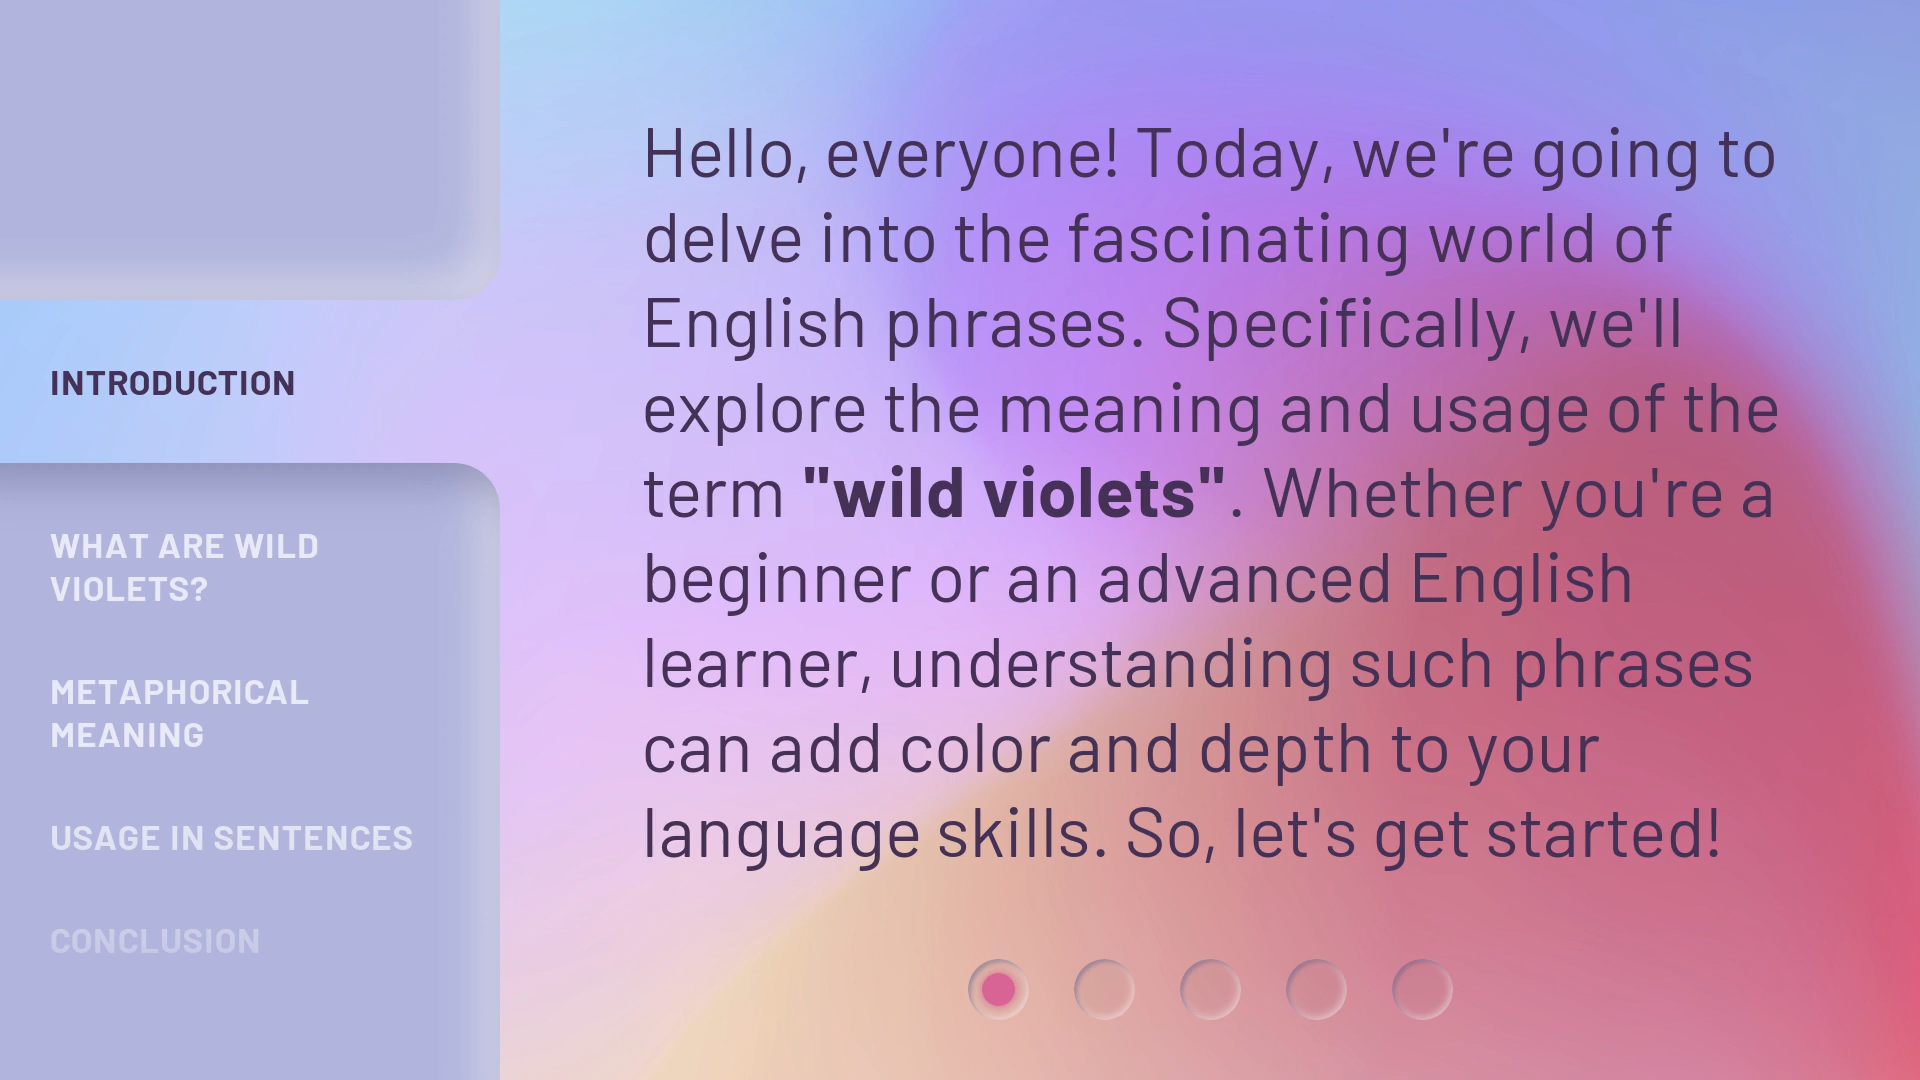 INTRODUCTION
WHAT ARE WILD
VIOLETS?
METAPHORICAL
MEANING
USAGE IN SENTENCES
CONCLUSION
Hello, everyone! Today, we're going to
delve into the fascinating world of
English phrases. Specifically, we'll
explore the meaning and usage of the
term "wild violets". Whether you're a
beginner or an advanced English
learner, understanding such phrases
can add color and depth to your
language skills. So, let's get started!